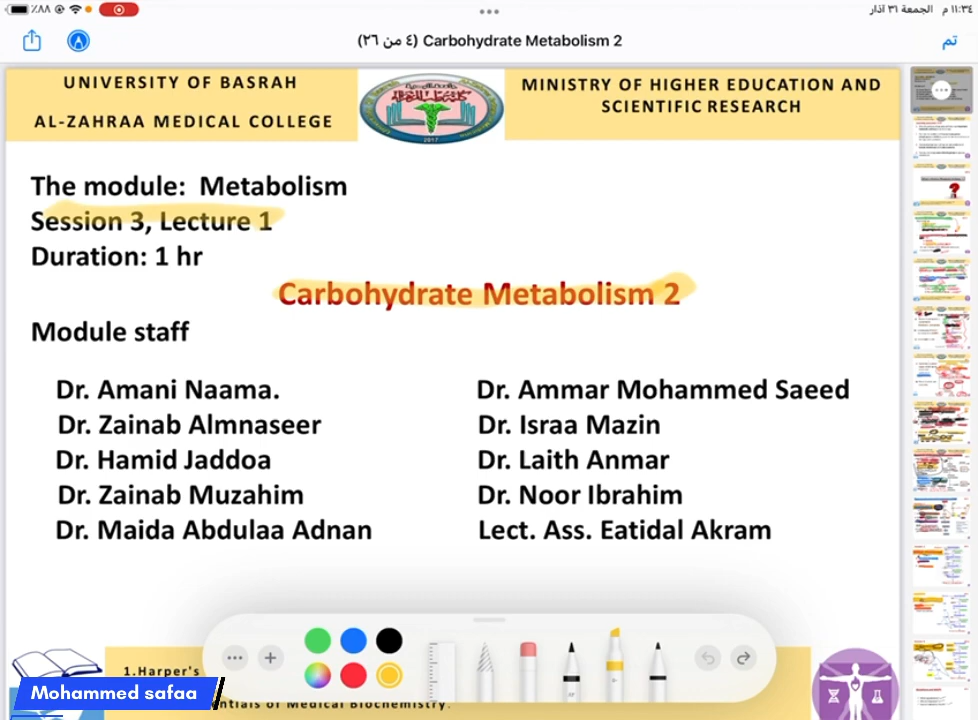 ٪٨٨
١١:٣٤ م الجمعة ٣١ آذار
Carbohydrate Metabolism 2 (٤ من ٢٦)
تم
UNIVERSITY OF BASRAH
AL-ZAHRAA MEDICAL COLLEGE
2017
MINISTRY OF HIGHER EDUCATION AND
SCIENTIFIC RESEARCH
The module: Metabolism
Session 3, Lecture 1
Duration: 1 hr
Carbohydrate Metabolism 2
Module staff
Dr. Amani Naama.
Dr. Zainab Almnaseer
Dr. Hamid Jaddoa
Dr. Zainab Muzahim
Dr. Maida Abdulaa Adnan
Dr. Ammar Mohammed Saeed
Dr. Israa Mazin
Dr. Laith Anmar
Dr. Noor Ibrahim
Lect. Ass. Eatidal Akram
1.Harper's
ntials of Medical Biochemistry.
Mohammed safaa